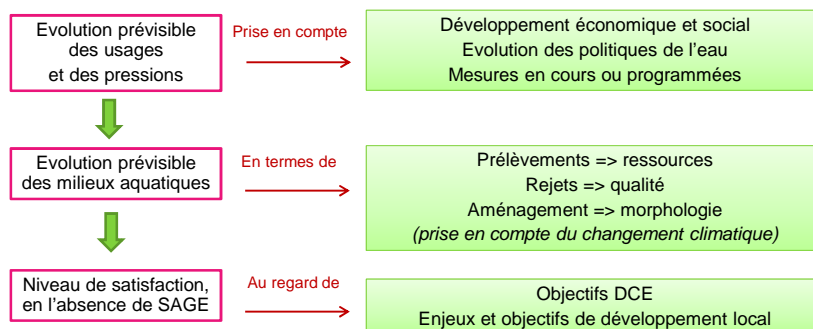 Evolution prévisible
des usages
et des pressions
Prise en compte
Développement économique et social
Evolution des politiques de l'eau
Mesures en cours ou programmées
Evolution prévisible
des milieux aquatiques
En termes de
Prélèvements => ressources
Rejets => qualité
Aménagement => morphologie
(prise en compte du changement climatique)
Niveau de satisfaction,
en l'absence de SAGE
Au regard de
Objectifs DCE
Enjeux et objectifs de développement local